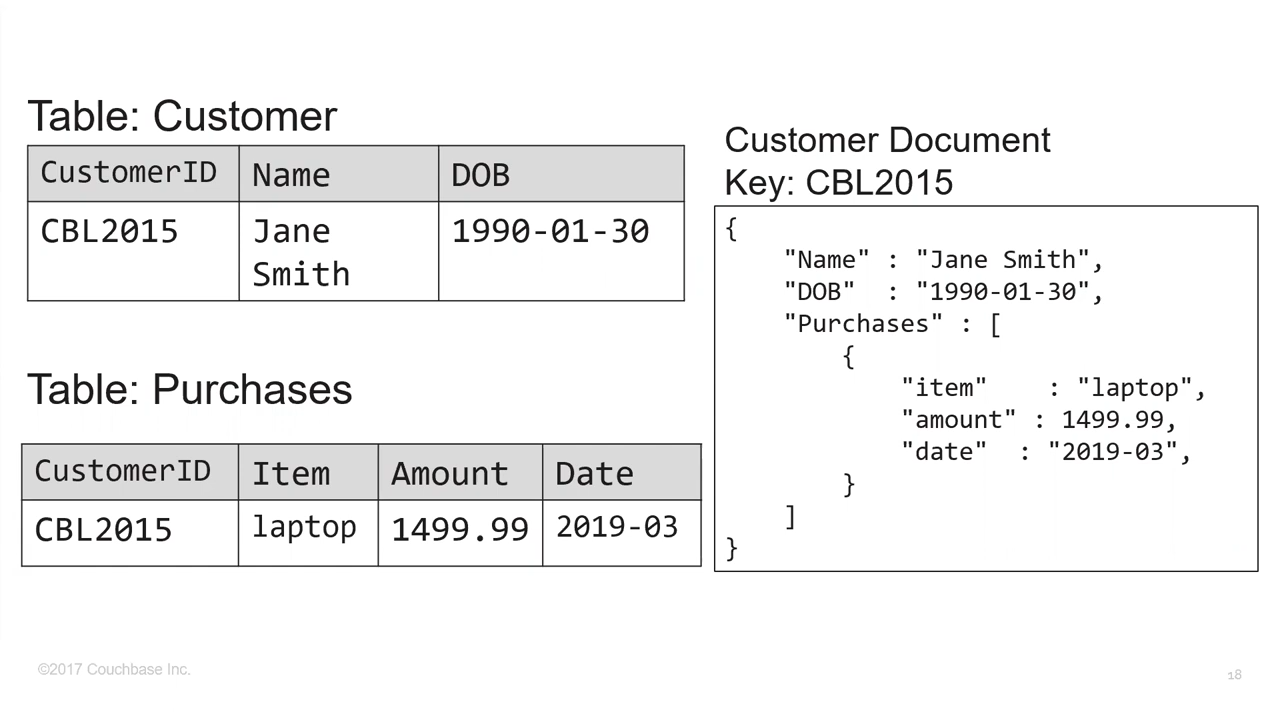 Table: Customer
CustomerID Name DOB
CBL2015 Jane 1990-01-30
Smith
Table: Purchases
CustomerID Item Amount Date
CBL2015 laptop 1499.99 2019-03
Customer Document
Key: CBL2015
{
"Name" : "Jane Smith",
"DOB" : "1990-01-30",
"Purchases" : [
{
"item" : "laptop",
"amount" : 1499.99,
"date" : "2019-03",
}
]
}
©2017 Couchbase Inc.
18